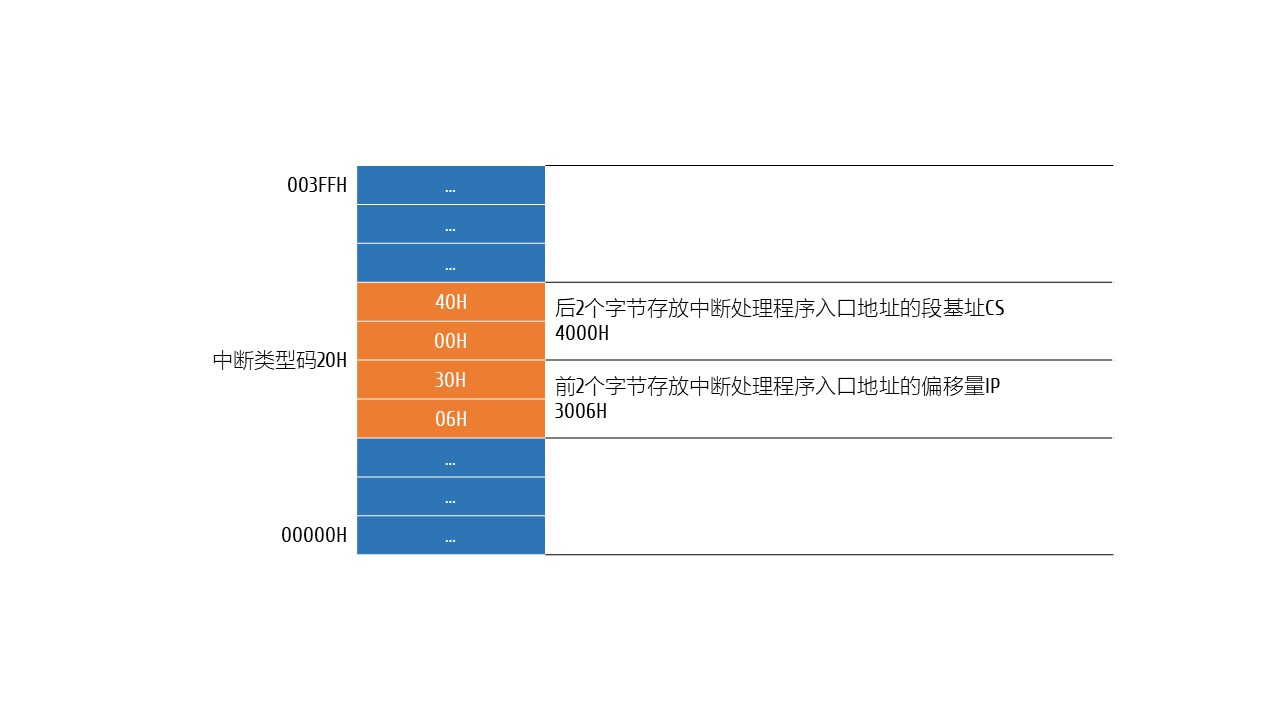 003FFH
...
...
...
40H
后2个字节存放中断处理程序入口地址的段基址CS
4000H
00H
中断类型码20H
30H
前2个字节存放中断处理程序入口地址的偏移量IP
3006H
06H
...
...
00000H
...